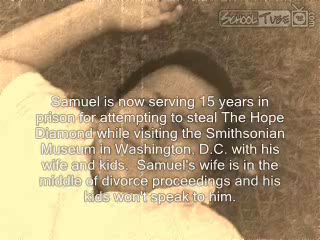 SCHOOLTUBE.com
Samuel is now serving 15 years in
prison for attempting to steal The Hope
Diamond while visiting the Smithsonian
Museum in Washington, D.C. with his
wife and kids.  Samuel's wife is in the
middle of divorce proceedings and his
kids won't speak to him.